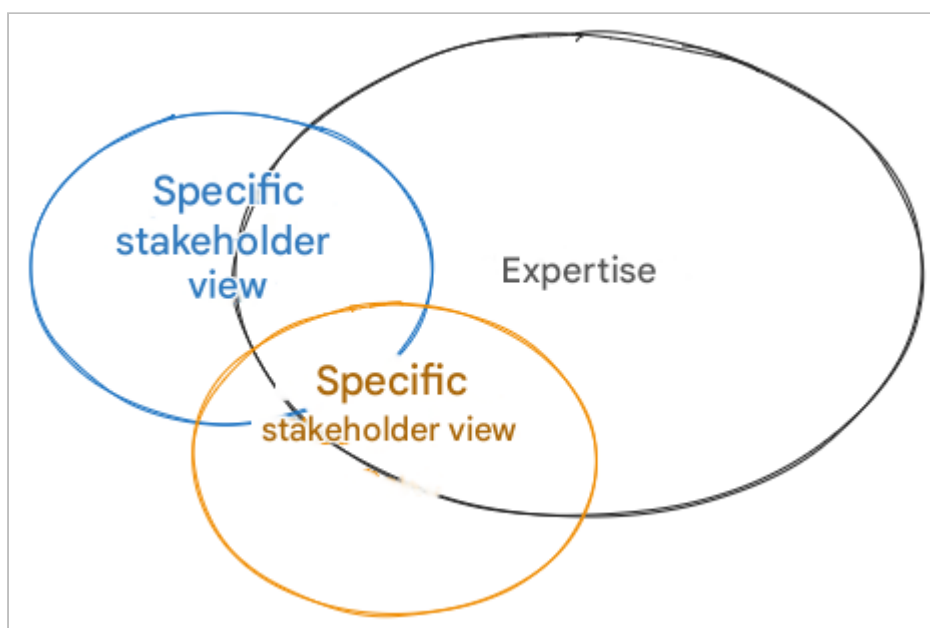 Specific
stakeholder
view
Expertise
Specific
stakeholder view